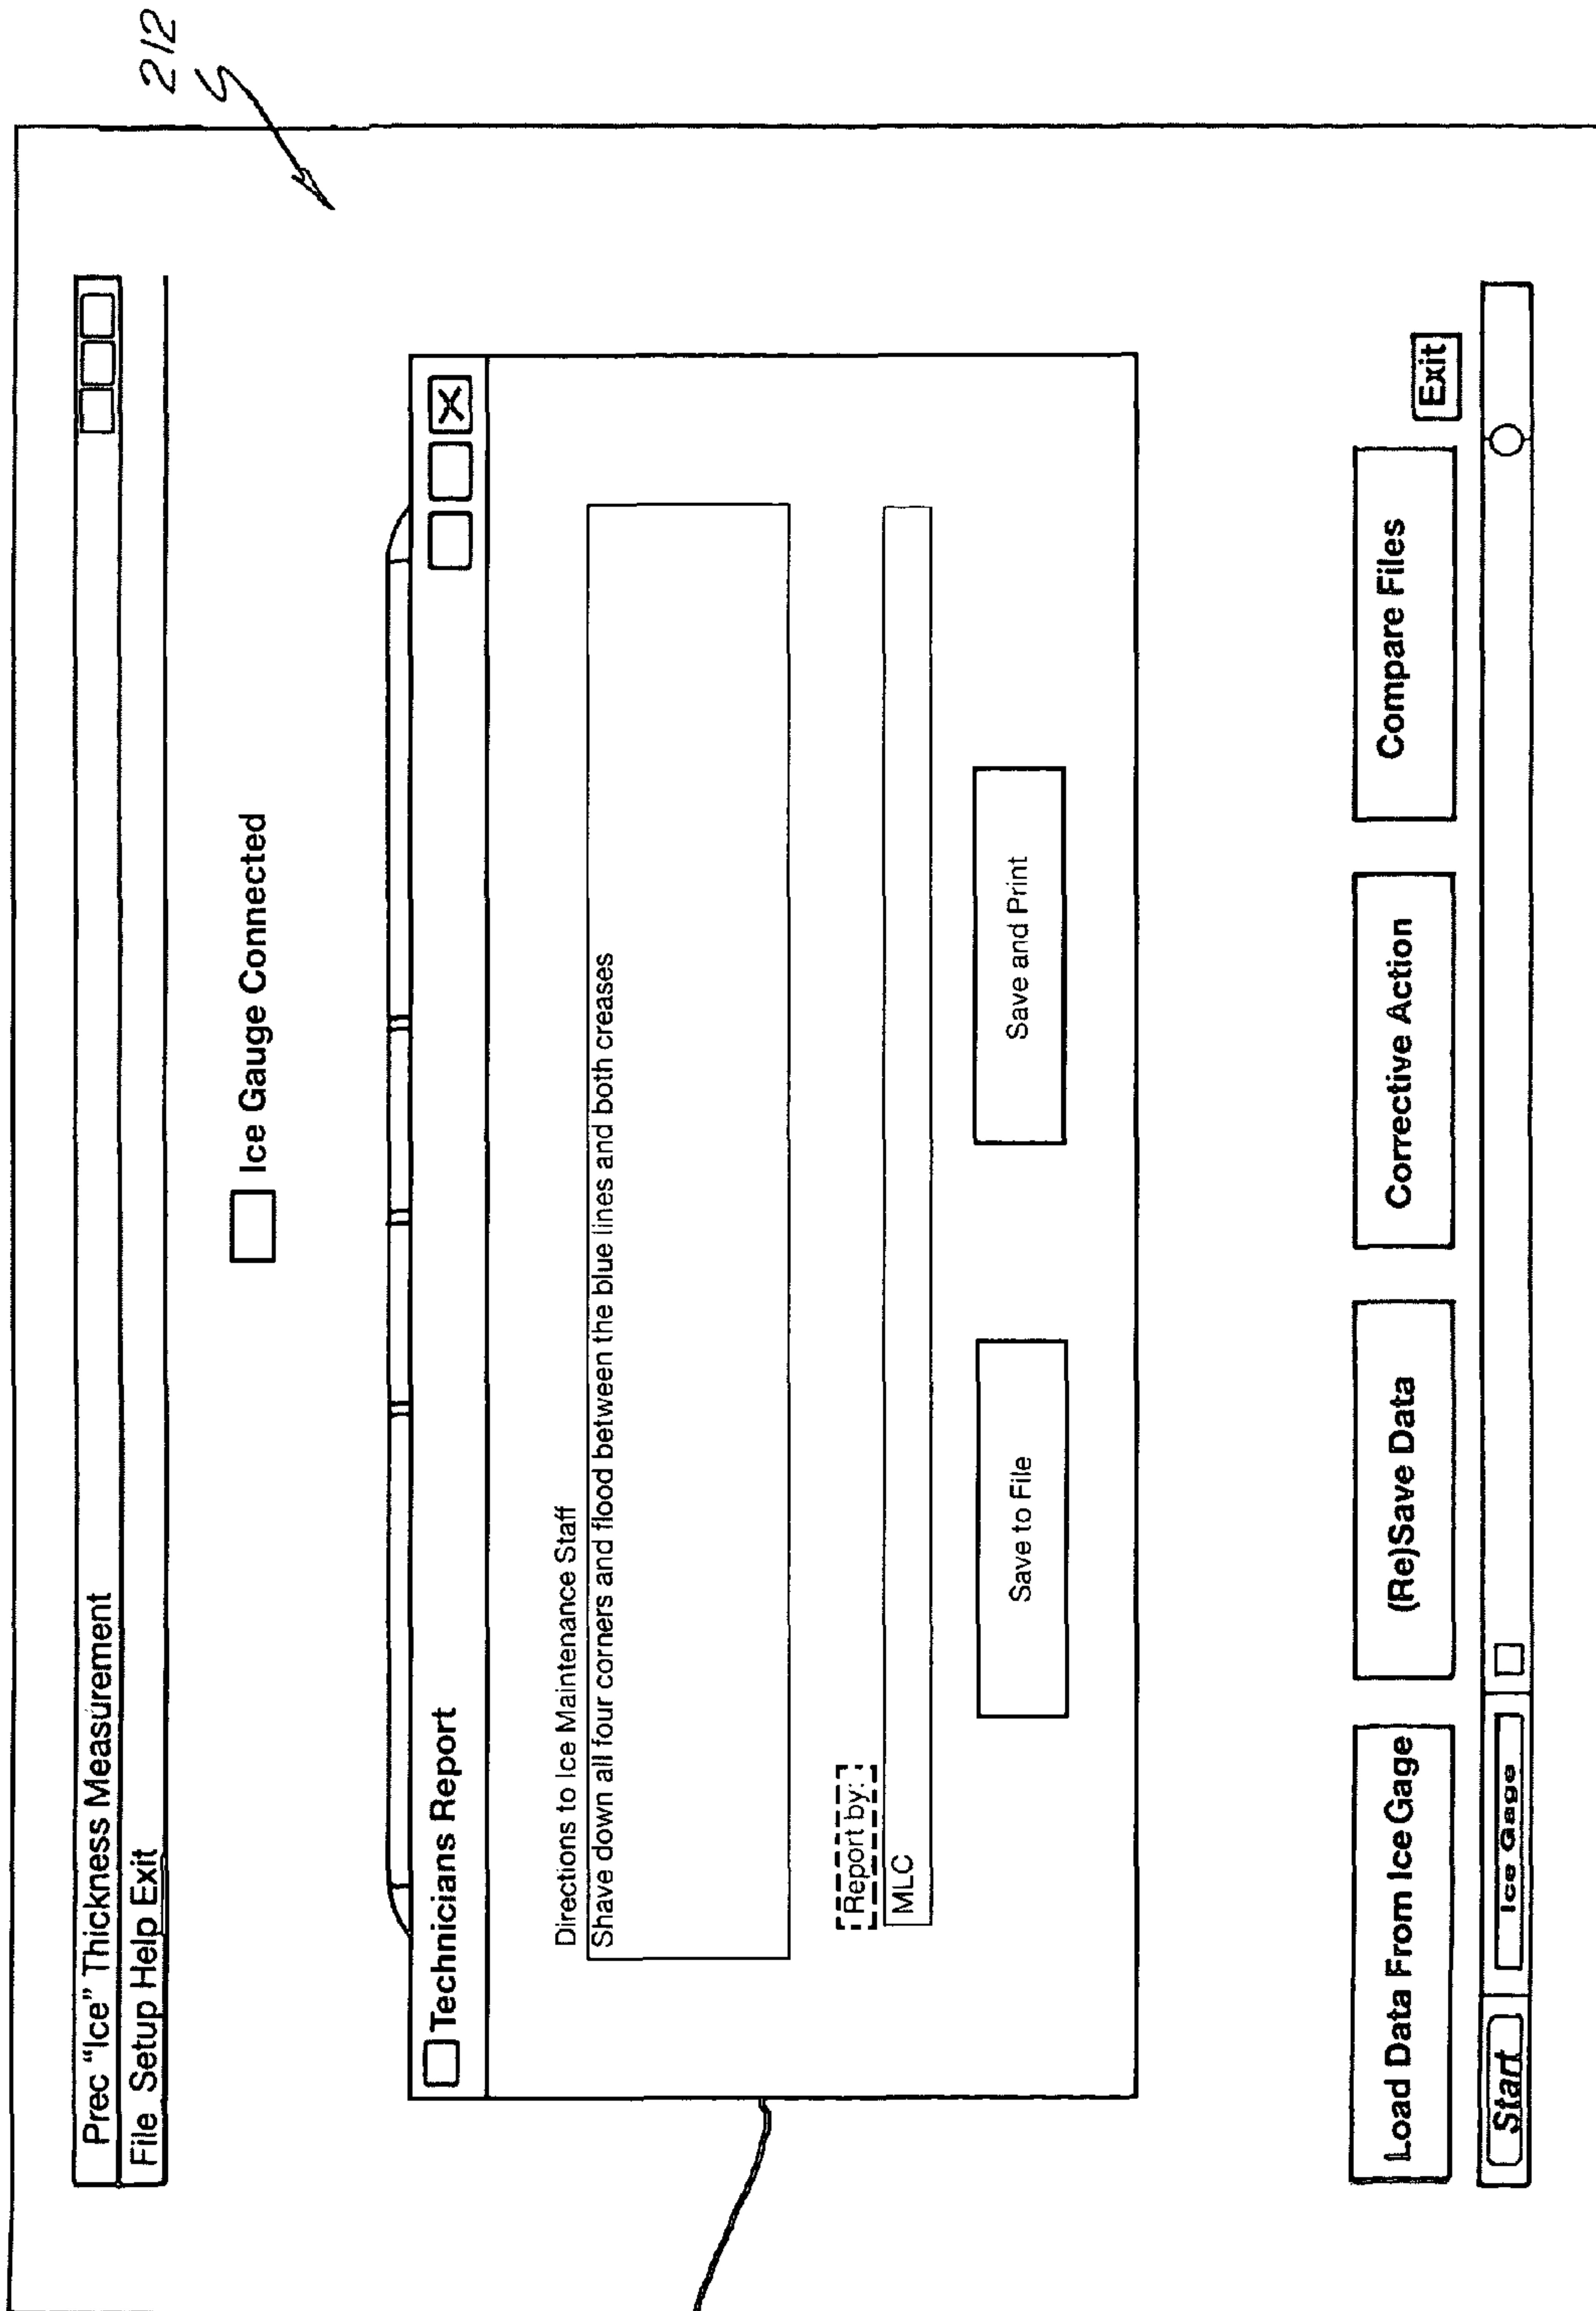 212
Prec “Ice” Thickness Measurement
File Setup Help Exit
Ice Gauge Connected
Technicians Report
Directions to Ice Maintenance Staff
Shave down all four corners and flood between the blue lines and both creases
Report by:
MLC
Save to File
Save and Print
Load Data From Ice Gage
(Re)Save Data
Corrective Action
Compare Files
Exit
Start
Ice Gage